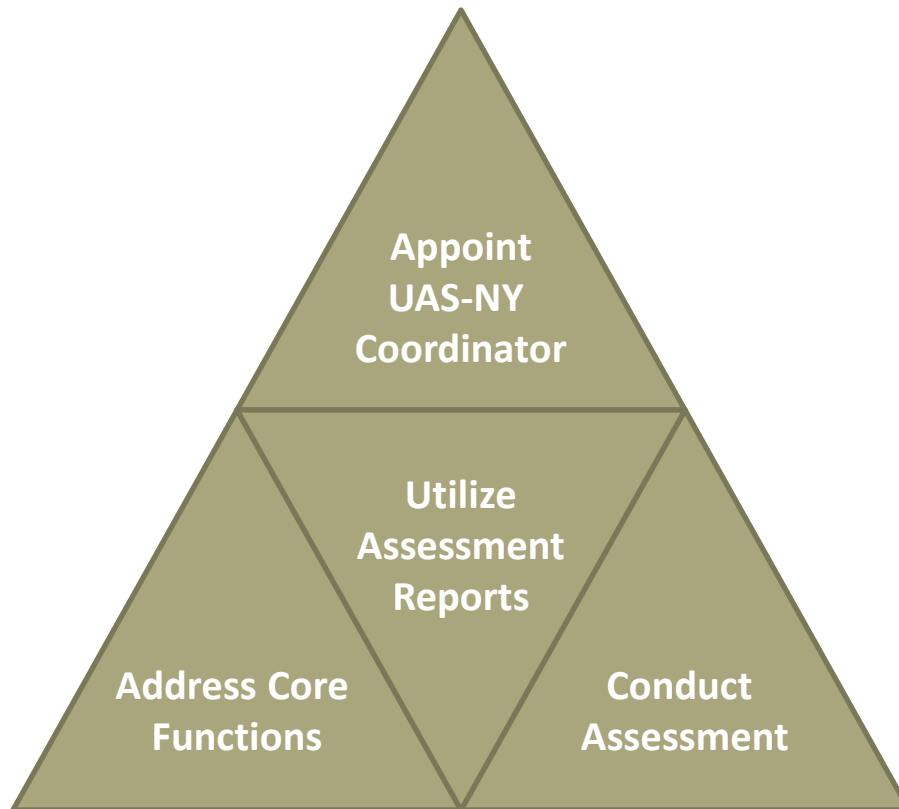 Appoint
UAS-NY
Coordinator
Utilize
Assessment
Reports
Address Core
Functions
Conduct
Assessment